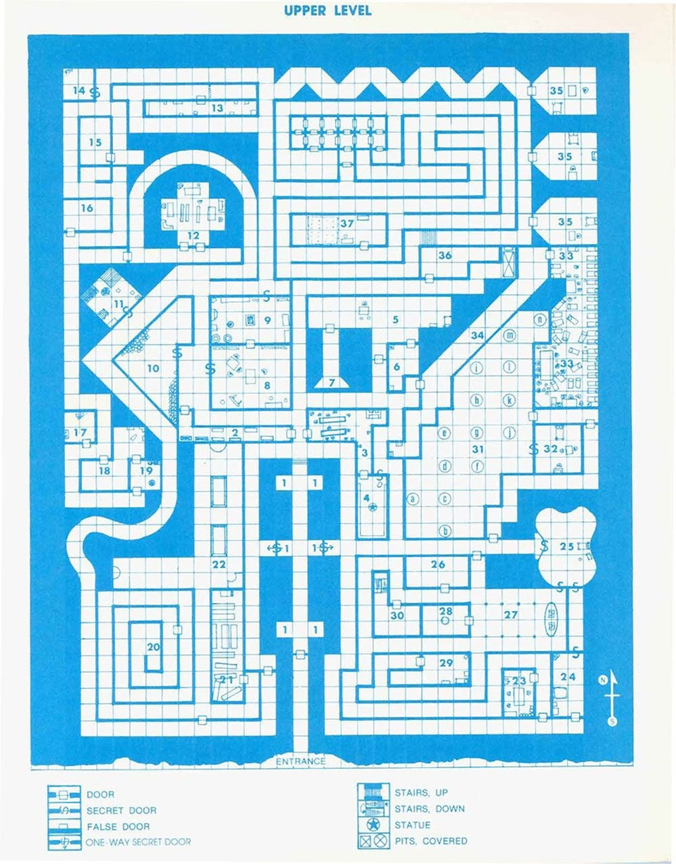 UPPER LEVEL
14 S 13 35
15
35
16 12 37 35
36 33
11 S S 9 5 34 m n
10 S S 8 7 6 i l 33
h k
17 2 e g j
18 19 3 31 S 32
1 1 S d f
4 a c
S 1 1 S b S 25
22 26 S S
28 27
20 1 1 30
29 S
21 23 24 N
S
ENTRANCE
DOOR
S SECRET DOOR
FALSE DOOR
S ONE-WAY SECRET DOOR
STAIRS, UP
STAIRS, DOWN
STATUE
PITS, COVERED